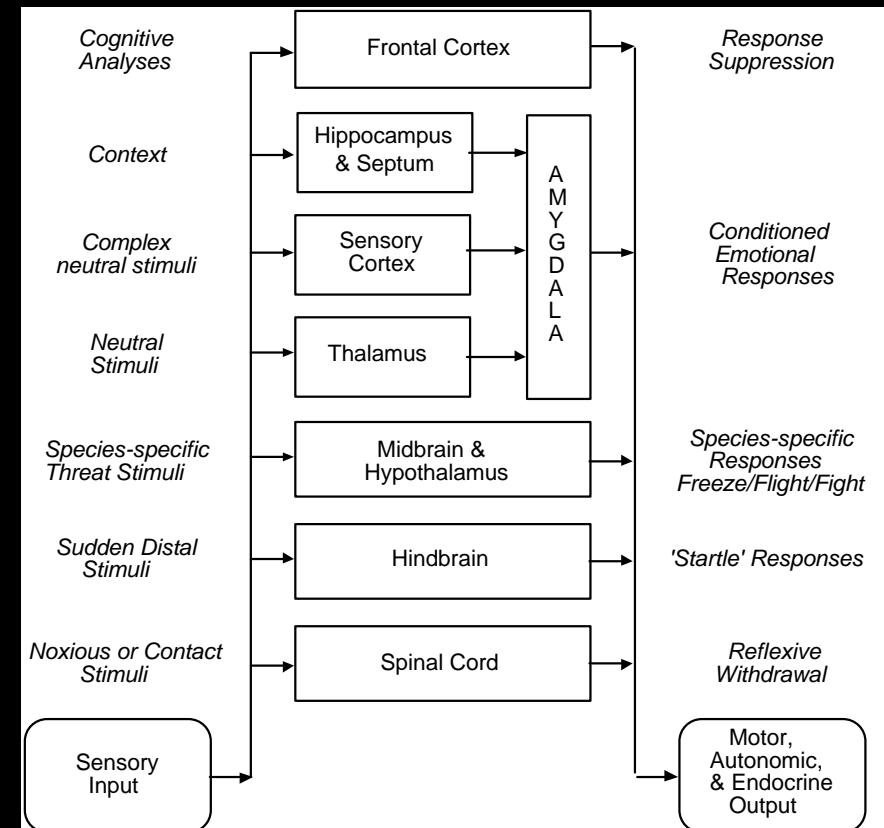 Cognitive
Analyses
Frontal Cortex
Response
Suppression
Context
Hippocampus
& Septum
A
M
Y
G
D
A
L
A
Complex
neutral stimuli
Sensory
Cortex
Conditioned
Emotional
Responses
Neutral
Stimuli
Thalamus
Species-specific
Threat Stimuli
Midbrain &
Hypothalamus
Species-specific
Responses
Freeze/Flight/Fight
Sudden Distal
Stimuli
Hindbrain
'Startle' Responses
Noxious or Contact
Stimuli
Spinal Cord
Reflexive
Withdrawal
Sensory
Input
Motor,
Autonomic,
& Endocrine
Output